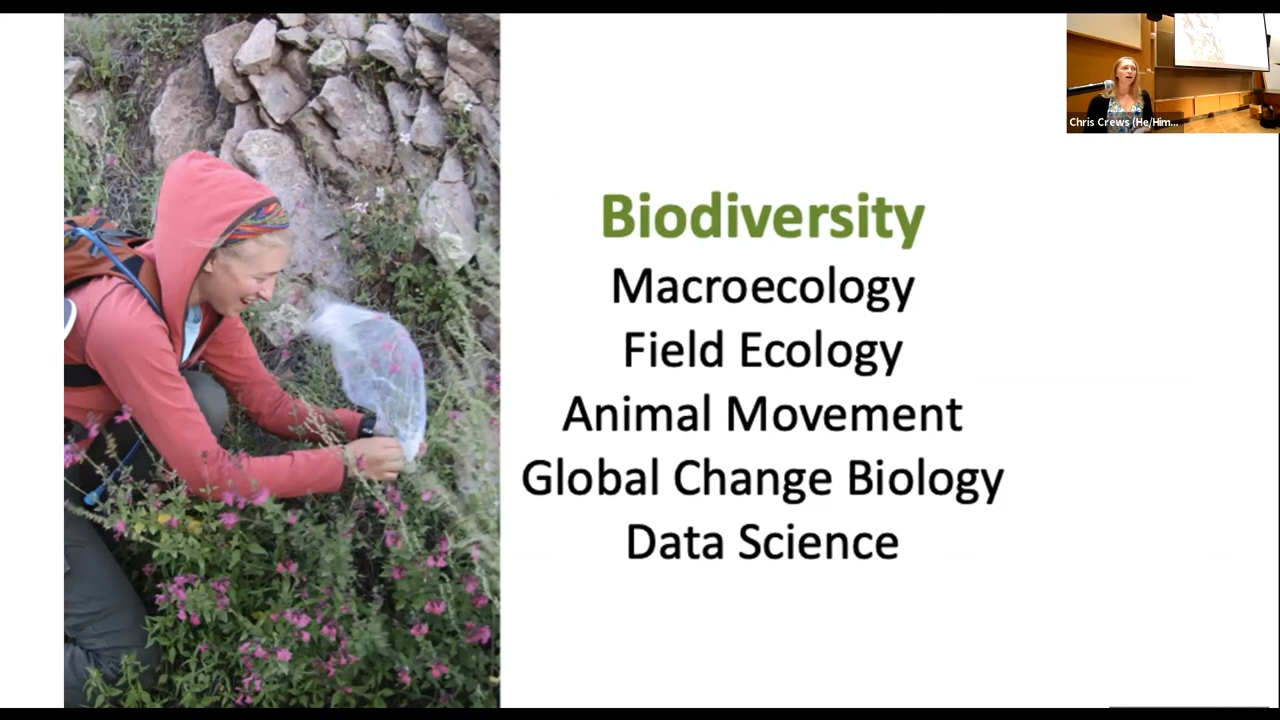 Chris Crews (He/Him...
Biodiversity
Macroecology
Field Ecology
Animal Movement
Global Change Biology
Data Science